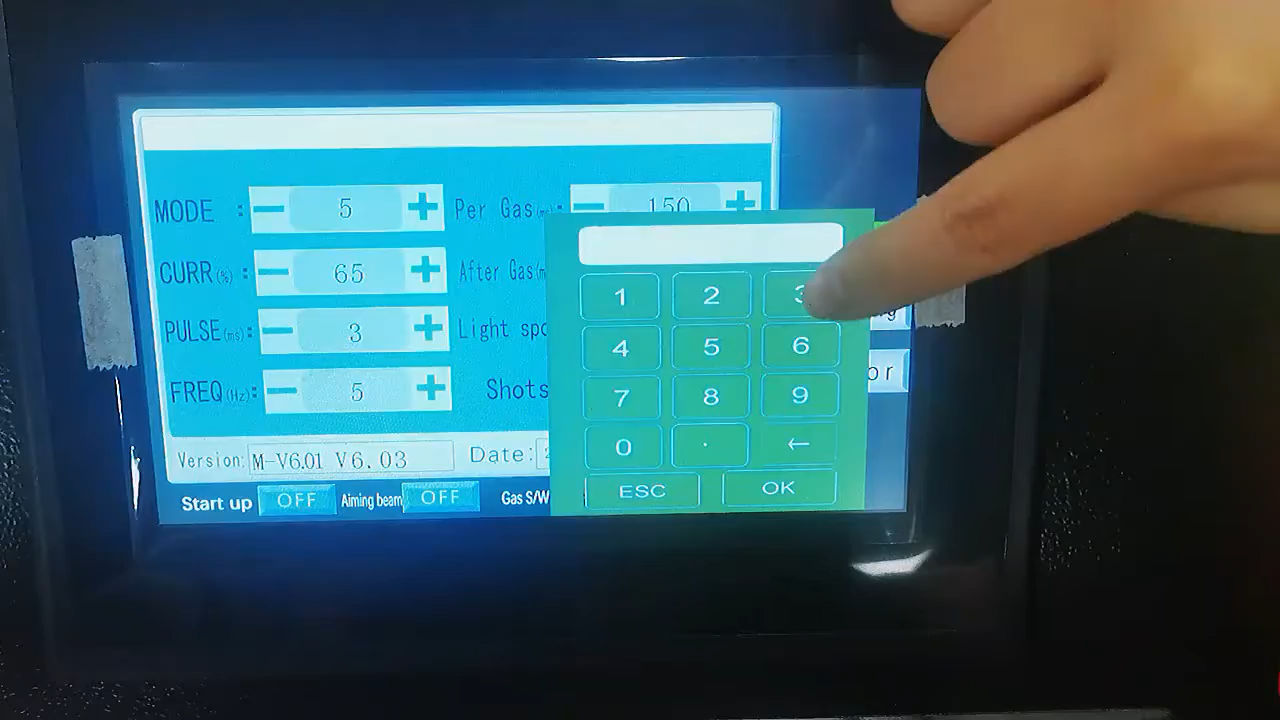 MODE : − 5 + Per Gas(ms): − 150 +
CURR(%) : − 65 + After Gas(m
PULSE(ms): − 3 + Light spo
FREQ(Hz): − 5 + Shots
Version: M-V6.01 V6.03 Date:
Start up OFF Aiming beam OFF Gas S/W
1 2 3
4 5 6
7 8 9
0 . ←
ESC OK
or